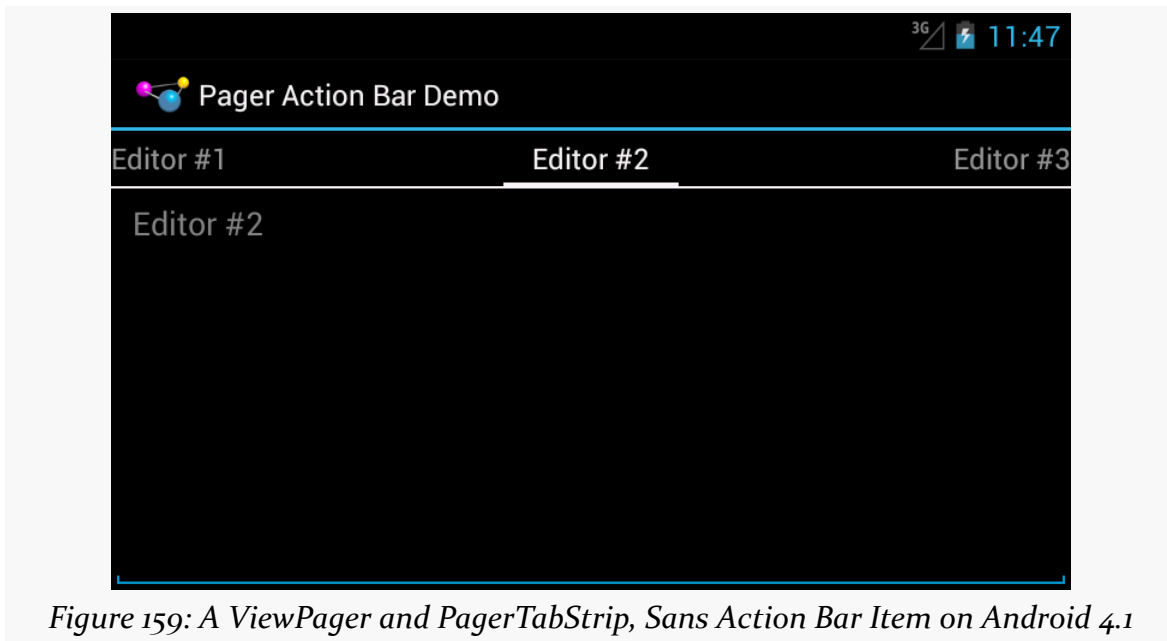 3G 11:47
Pager Action Bar Demo
Editor #1 Editor #2 Editor #3
Editor #2
Figure 159: A ViewPager and PagerTabStrip, Sans Action Bar Item on Android 4.1